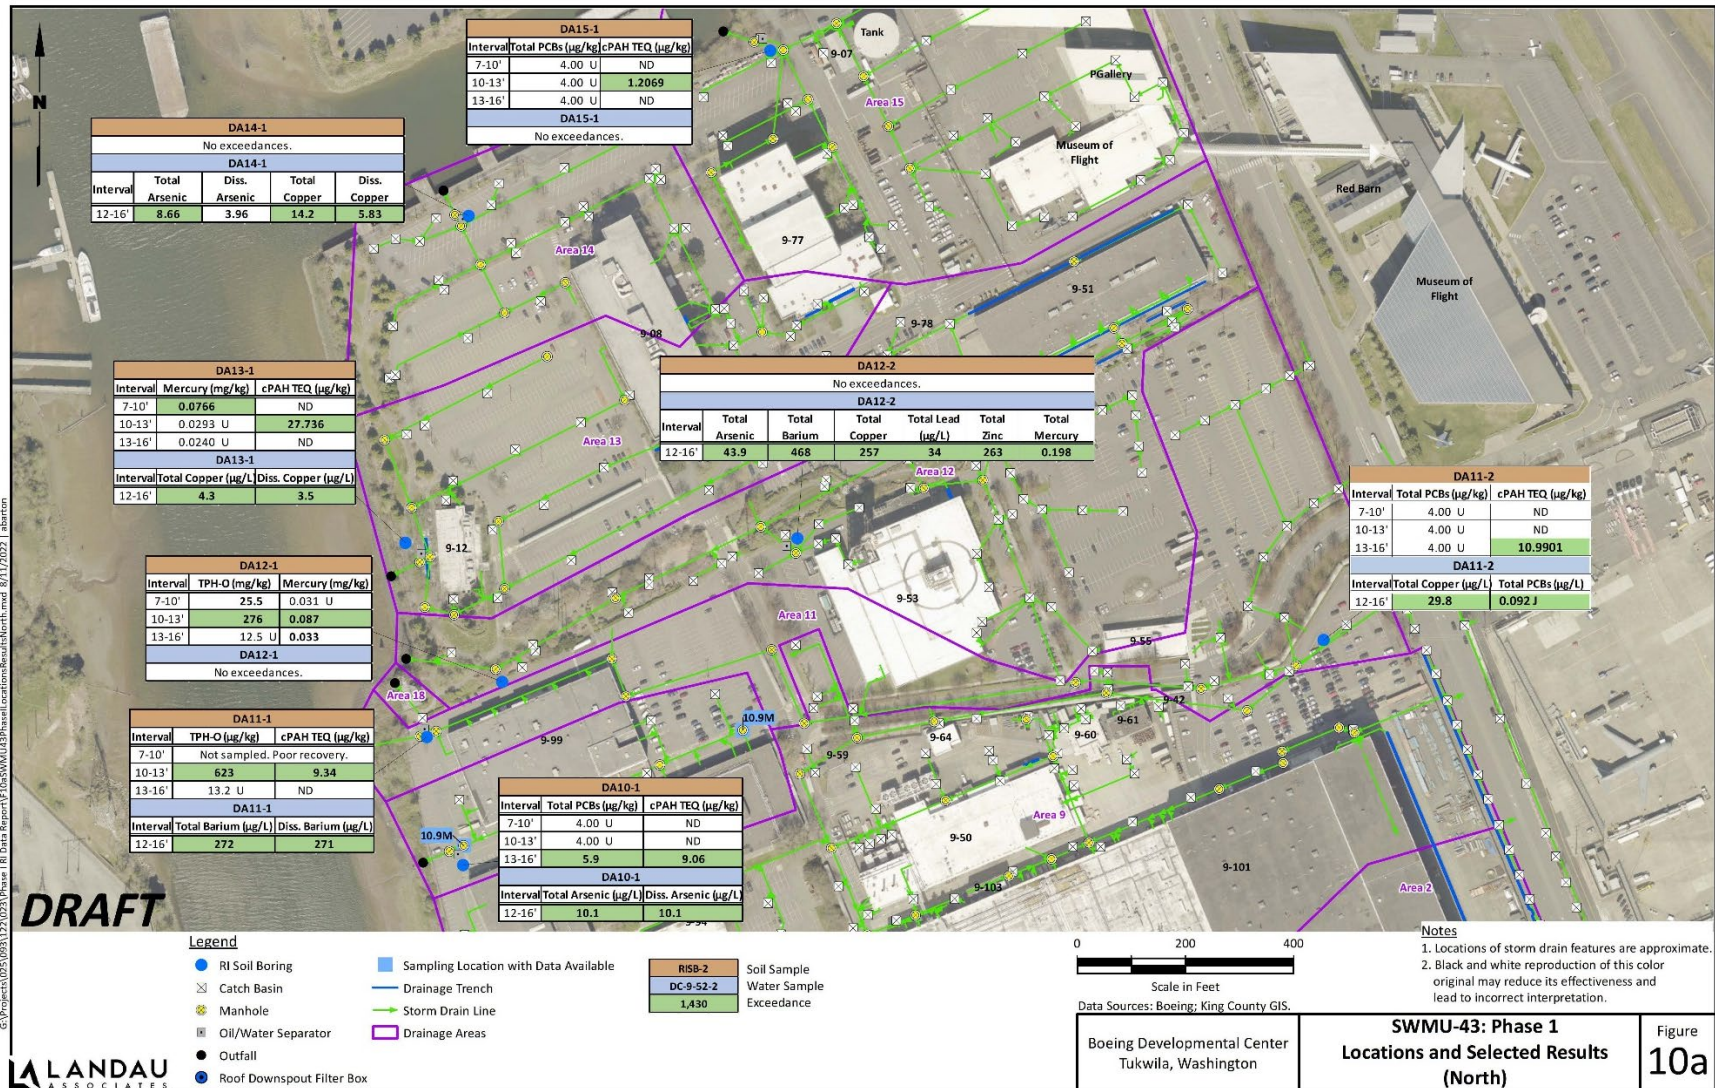 DA15-1
Interval Total PCBs (µg/kg) cPAH TEQ (µg/kg)
7-10' 4.00 U ND
10-13' 4.00 U 1.2069
13-16' 4.00 U ND
DA15-1
No exceedances.
N
DA14-1
No exceedances.
DA14-1
Interval Total Arsenic Diss. Arsenic Total Copper Diss. Copper
12-16' 8.66 3.96 14.2 5.83
Tank
9-07
PGallery
Area 15
Museum of
Flight
Red Barn
9-77
Area 14
9-51
Museum of
Flight
9-78
9-08
DA13-1
Interval Mercury (mg/kg) cPAH TEQ (µg/kg)
7-10' 0.0766 ND
10-13' 0.0293 U 27.736
13-16' 0.0240 U ND
DA13-1
Interval Total Copper (µg/L) Diss. Copper (µg/L)
12-16' 4.3 3.5
DA12-2
No exceedances.
DA12-2
Interval Total Arsenic Total Barium Total Copper Total Lead (µg/L) Total Zinc Total Mercury
12-16' 43.9 468 257 34 263 0.198
Area 13
Area 12
DA11-2
Interval Total PCBs (µg/kg) cPAH TEQ (µg/kg)
7-10' 4.00 U ND
10-13' 4.00 U ND
13-16' 4.00 U 10.9901
DA11-2
Interval Total Copper (µg/L) Total PCBs (µg/L)
12-16' 29.8 0.092 J
9-12
DA12-1
Interval TPH-O (mg/kg) Mercury (mg/kg)
7-10' 25.5 0.031 U
10-13' 276 0.087
13-16' 12.5 U 0.033
DA12-1
No exceedances.
9-53
Area 11
9-55
Area 18
9-42
DA11-1
Interval TPH-O (µg/kg) cPAH TEQ (µg/kg)
7-10' Not sampled. Poor recovery.
10-13' 623 9.34
13-16' 13.2 U ND
DA11-1
Interval Total Barium (µg/L) Diss. Barium (µg/L)
12-16' 272 271
10.9M
9-99
9-61
9-60
9-64
9-59
DA10-1
Interval Total PCBs (µg/kg) cPAH TEQ (µg/kg)
7-10' 4.00 U ND
10-13' 4.00 U ND
13-16' 5.9 9.06
DA10-1
Interval Total Arsenic (µg/L) Diss. Arsenic (µg/L)
12-16' 10.1 10.1
10.9M
Area 9
9-50
9-101
9-103
Area 2
9-94
DRAFT
G:\Projects\025\093\122\023\Phase I RI Data Report\F10aSWMU43PhaseILocationsResultsNorth.mxd 8/11/2022 | abarton
Legend
RI Soil Boring
Catch Basin
Manhole
Oil/Water Separator
Outfall
Roof Downspout Filter Box
Sampling Location with Data Available
Drainage Trench
Storm Drain Line
Drainage Areas
RISB-2 Soil Sample
DC-9-52-2 Water Sample
1,430 Exceedance
0 200 400
Scale in Feet
Data Sources: Boeing; King County GIS.
Notes
1. Locations of storm drain features are approximate.
2. Black and white reproduction of this color
original may reduce its effectiveness and
lead to incorrect interpretation.
LANDAU
ASSOCIATES
Boeing Developmental Center
Tukwila, Washington
SWMU-43: Phase 1
Locations and Selected Results
(North)
Figure
10a